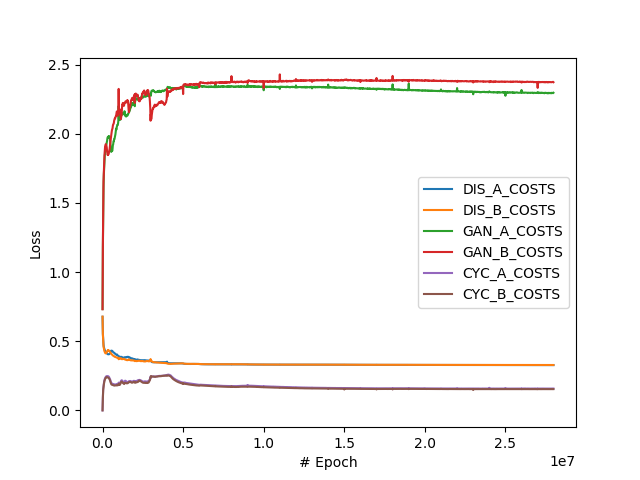 2.5
2.0
1.5
1.0
0.5
0.0
Loss
DIS_A_COSTS
DIS_B_COSTS
GAN_A_COSTS
GAN_B_COSTS
CYC_A_COSTS
CYC_B_COSTS
0.0 0.5 1.0 1.5 2.0 2.5
1e7
# Epoch